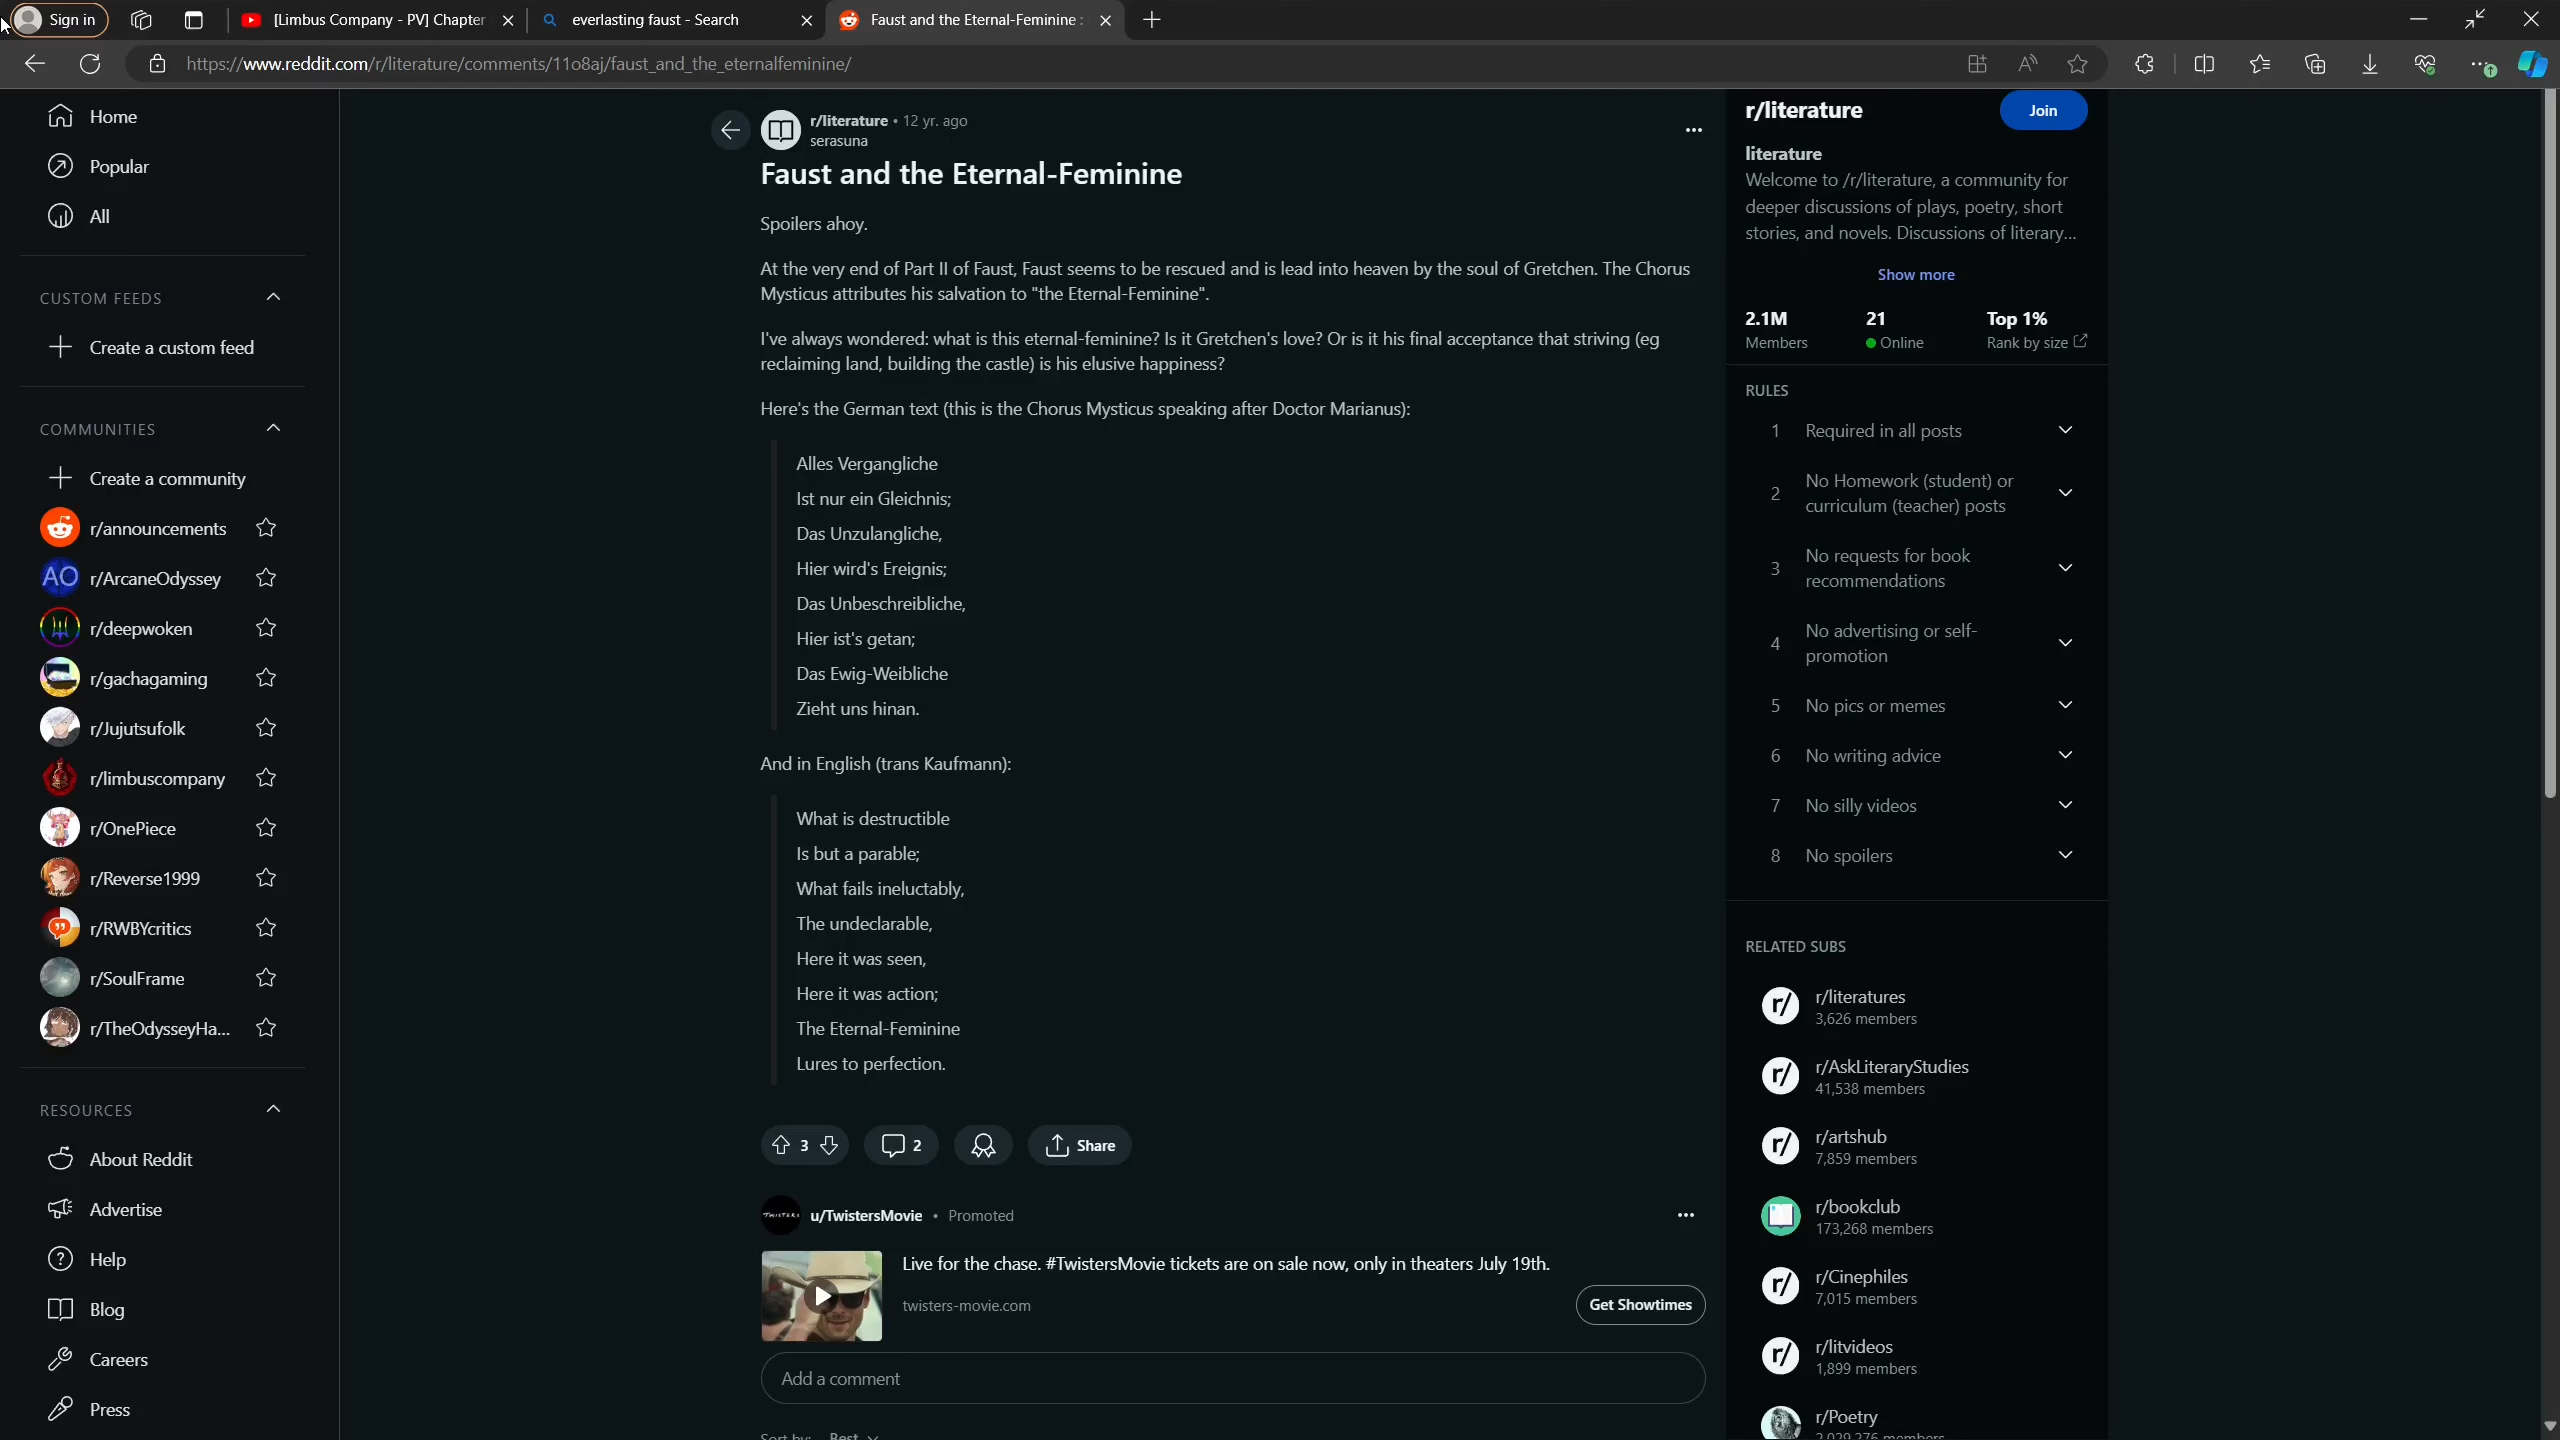 Sign in
[Limbus Company - PV] Chapter
everlasting faust - Search
Faust and the Eternal-Feminine :
https://www.reddit.com/r/literature/comments/11o8aj/faust_and_the_eternalfeminine/
Home
Popular
All
CUSTOM FEEDS
Create a custom feed
COMMUNITIES
Create a community
r/announcements
AO r/ArcaneOdyssey
r/deepwoken
r/gachagaming
r/Jujutsufolk
r/limbuscompany
r/OnePiece
r/Reverse1999
r/RWBYcritics
r/SoulFrame
r/TheOdysseyHa...
RESOURCES
About Reddit
Advertise
Help
Blog
Careers
Press
r/literature • 12 yr. ago
serasuna
Faust and the Eternal-Feminine
Spoilers ahoy.
At the very end of Part II of Faust, Faust seems to be rescued and is lead into heaven by the soul of Gretchen. The Chorus
Mysticus attributes his salvation to "the Eternal-Feminine".
I've always wondered: what is this eternal-feminine? Is it Gretchen's love? Or is it his final acceptance that striving (eg
reclaiming land, building the castle) is his elusive happiness?
Here's the German text (this is the Chorus Mysticus speaking after Doctor Marianus):
Alles Vergangliche
Ist nur ein Gleichnis;
Das Unzulangliche,
Hier wird's Ereignis;
Das Unbeschreibliche,
Hier ist's getan;
Das Ewig-Weibliche
Zieht uns hinan.
And in English (trans Kaufmann):
What is destructible
Is but a parable;
What fails ineluctably,
The undeclarable,
Here it was seen,
Here it was action;
The Eternal-Feminine
Lures to perfection.
3
2
Share
TWISTERS
u/TwistersMovie • Promoted
Live for the chase. #TwistersMovie tickets are on sale now, only in theaters July 19th.
twisters-movie.com
Get Showtimes
Add a comment
Sort by: Best
r/literature
Join
literature
Welcome to /r/literature, a community for
deeper discussions of plays, poetry, short
stories, and novels. Discussions of literary...
Show more
2.1M 21 Top 1%
Members Online Rank by size
RULES
1 Required in all posts
2 No Homework (student) or
curriculum (teacher) posts
3 No requests for book
recommendations
4 No advertising or self-
promotion
5 No pics or memes
6 No writing advice
7 No silly videos
8 No spoilers
RELATED SUBS
r/ r/literatures
3,626 members
r/ r/AskLiteraryStudies
41,538 members
r/ r/artshub
7,859 members
r/bookclub
173,268 members
r/ r/Cinephiles
7,015 members
r/ r/litvideos
1,899 members
r/Poetry
2,029,276 members